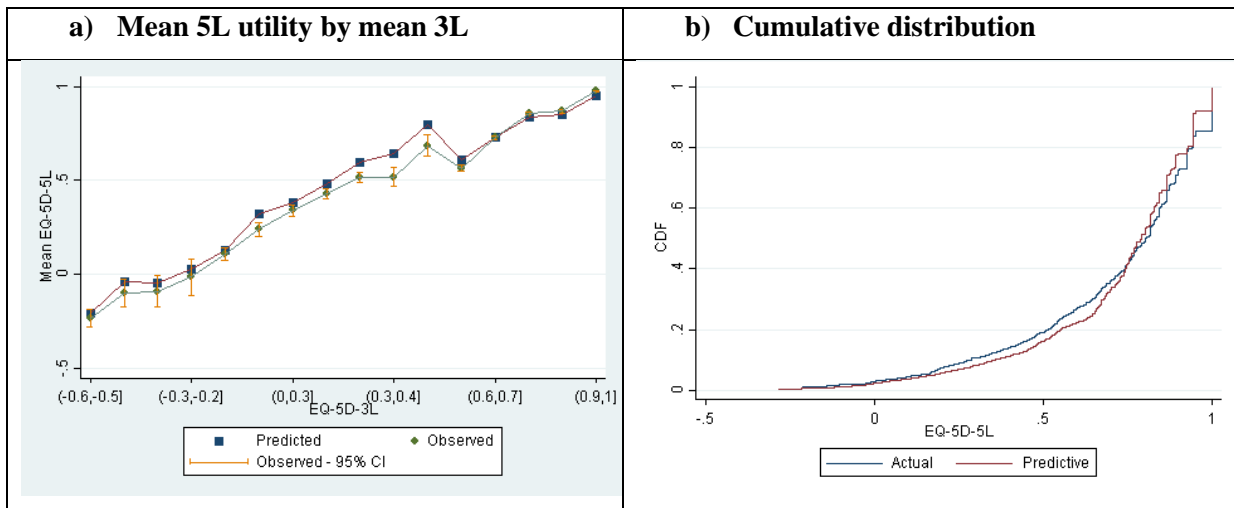 a) Mean 5L utility by mean 3L
Mean EQ-5D-5L
1
.5
0
-.5
(-0.6,-0.5]
(-0.3,-0.2]
(0,0.3]
(0.3,0.4]
(0.6,0.7]
(0.9,1]
EQ-5D-3L
Predicted
Observed
Observed - 95% CI
b) Cumulative distribution
CDF
1
.8
.6
.4
.2
0
-.5
0
.5
1
EQ-5D-5L
Actual
Predictive